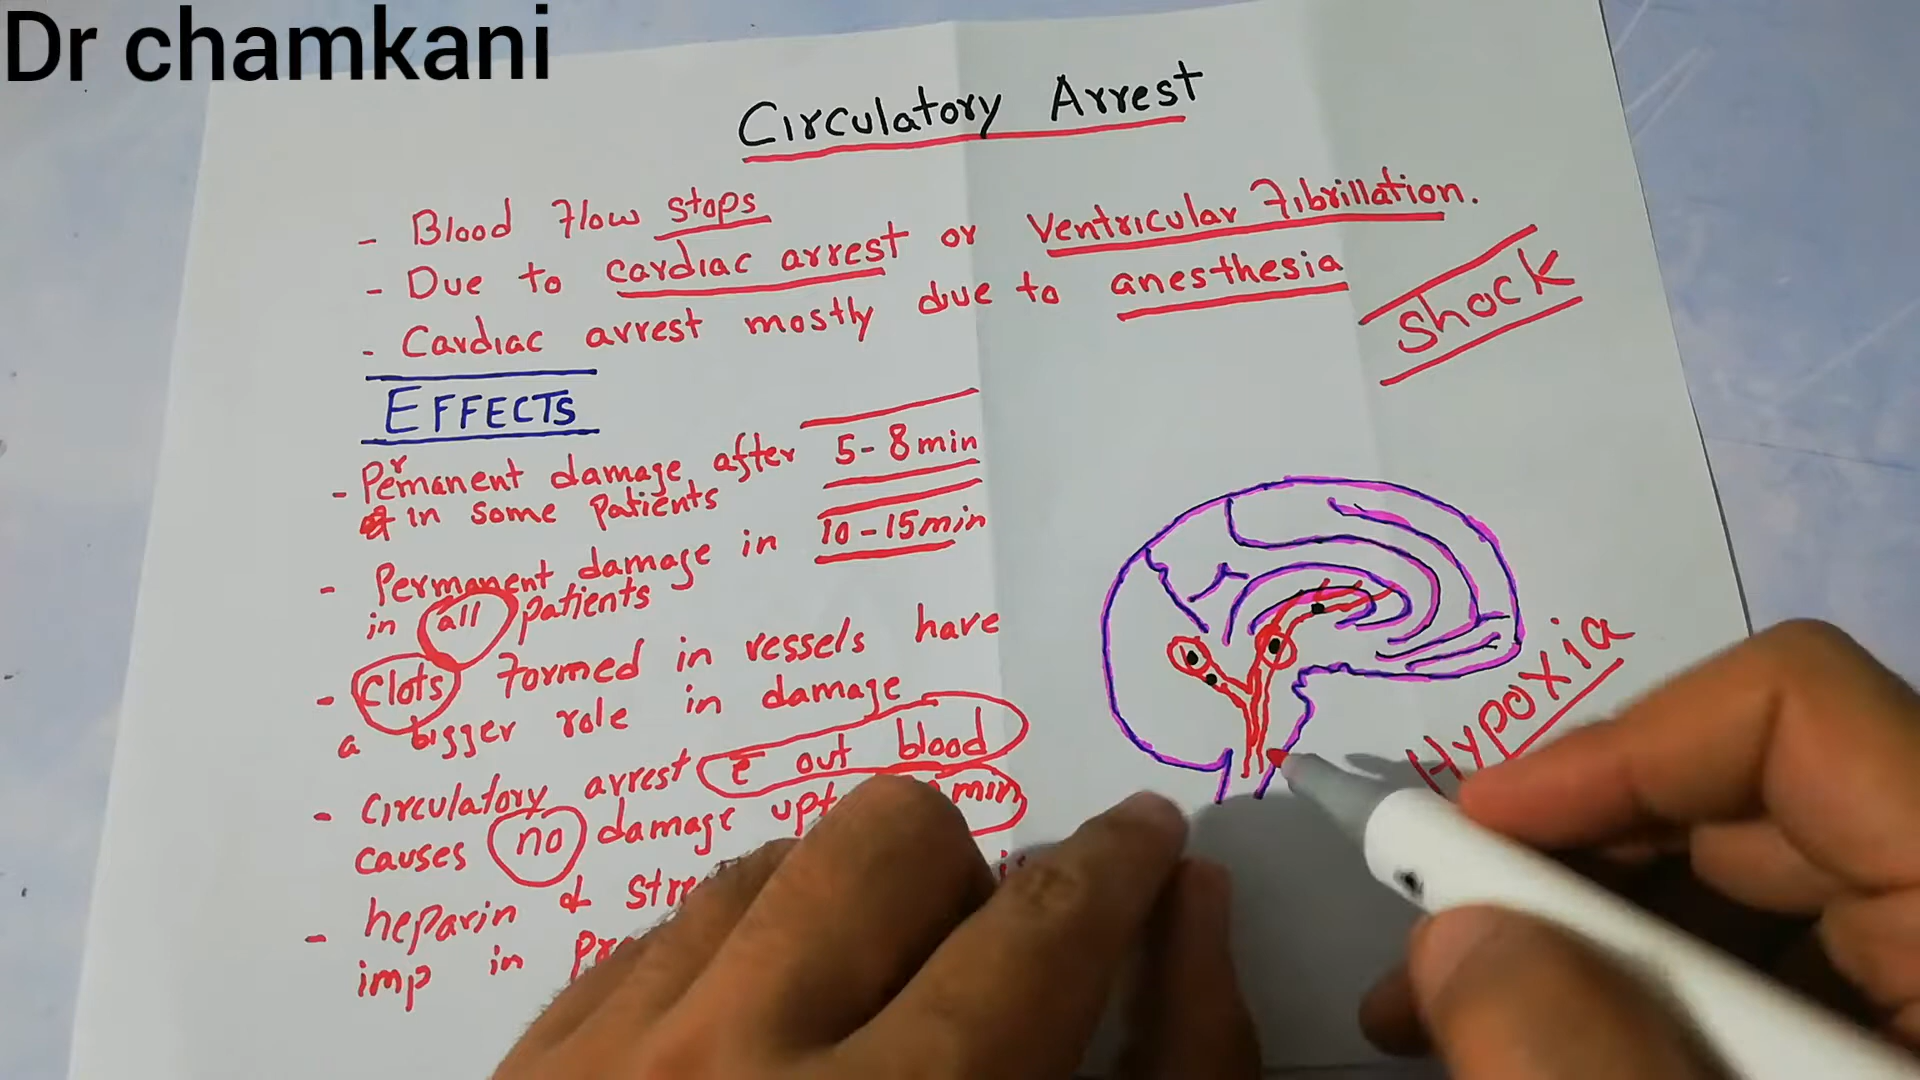 Dr chamkani
Circulatory Arrest
- Blood Flow stops
- Due to cardiac arrest or Ventricular Fibrillation.
- Cardiac arrest mostly due to anesthesia
Shock
EFFECTS
- Permanent damage after 5-8 min
in some patients
- Permanent damage in 10-15 min
in all patients
- Clots formed in vessels have
a bigger role in damage
- Circulatory arrest c̄ out blood
causes no damage min
- heparin &
imp in
Hypoxia